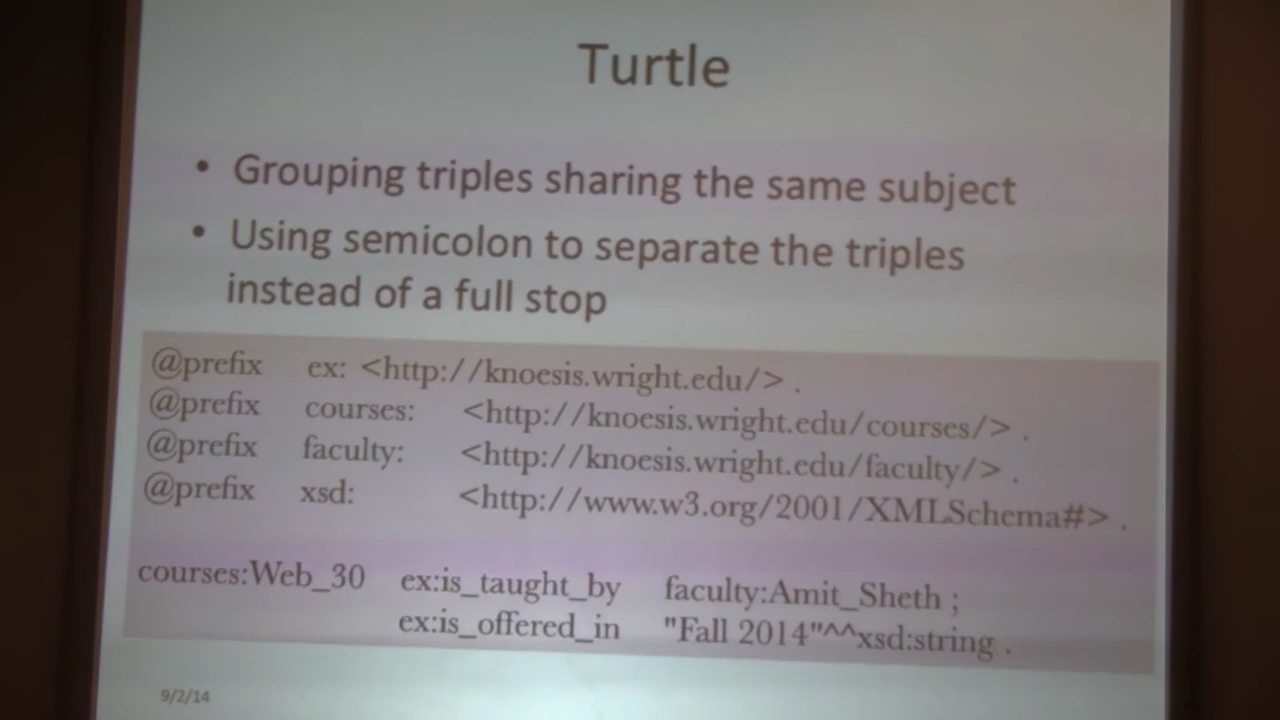 Turtle
• Grouping triples sharing the same subject
• Using semicolon to separate the triples
instead of a full stop
@prefix ex: <http://knoesis.wright.edu/> .
@prefix courses: <http://knoesis.wright.edu/courses/> .
@prefix faculty: <http://knoesis.wright.edu/faculty/> .
@prefix xsd: <http://www.w3.org/2001/XMLSchema#> .
courses:Web_30 ex:is_taught_by faculty:Amit_Sheth ;
ex:is_offered_in "Fall 2014"^^xsd:string .
9/2/14